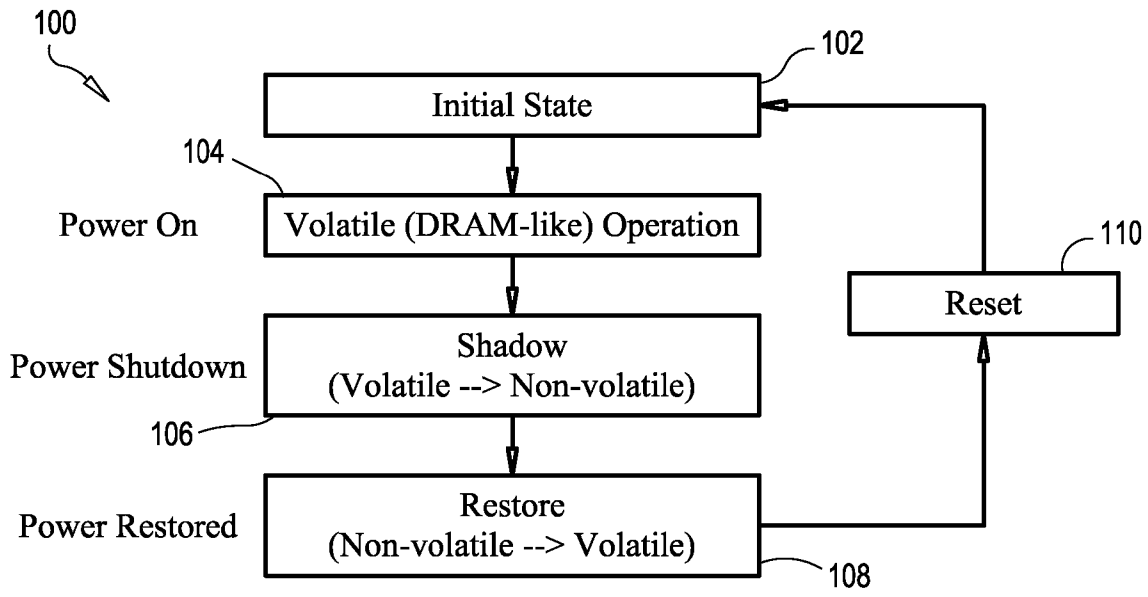 100
102
Initial State
104
Power On
Volatile (DRAM-like) Operation
110
Reset
Power Shutdown
Shadow
(Volatile --> Non-volatile)
106
Power Restored
Restore
(Non-volatile --> Volatile)
108